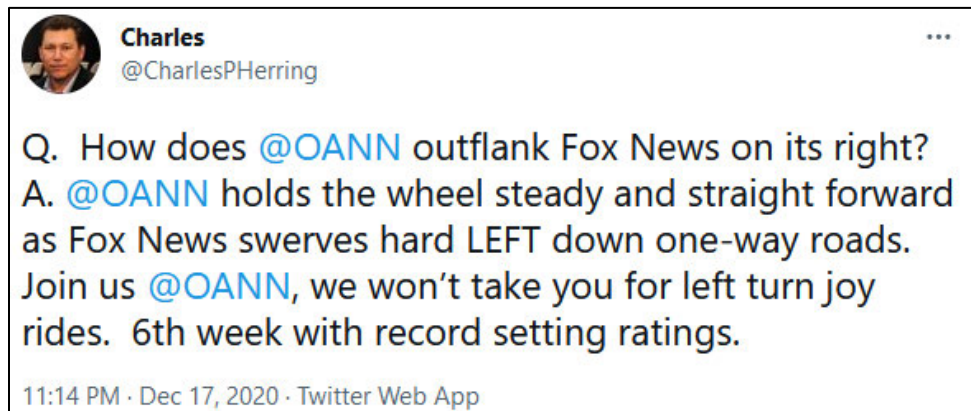 Charles
@CharlesPHerring
Q. How does @OANN outflank Fox News on its right?
A. @OANN holds the wheel steady and straight forward
as Fox News swerves hard LEFT down one-way roads.
Join us @OANN, we won’t take you for left turn joy
rides. 6th week with record setting ratings.
11:14 PM · Dec 17, 2020 · Twitter Web App